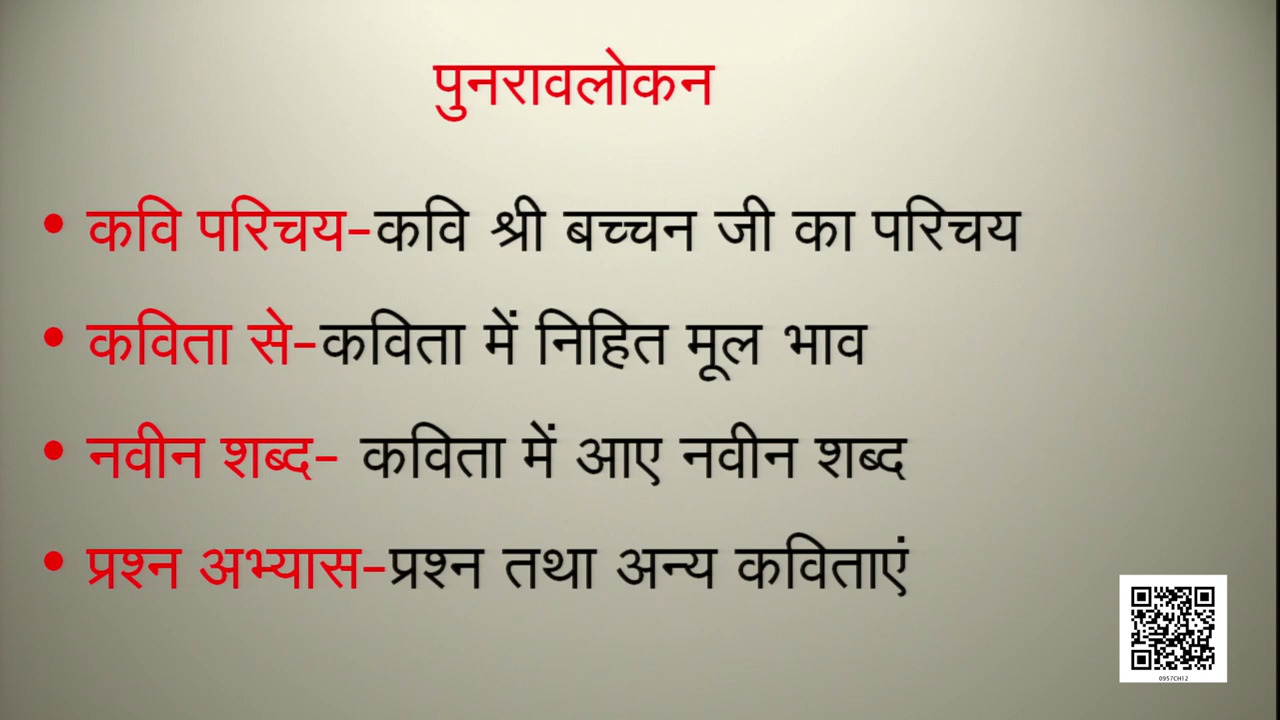 पुनरावलोकन
• कवि परिचय-कवि श्री बच्चन जी का परिचय
• कविता से-कविता में निहित मूल भाव
• नवीन शब्द- कविता में आए नवीन शब्द
• प्रश्न अभ्यास-प्रश्न तथा अन्य कविताएं
0957CH12